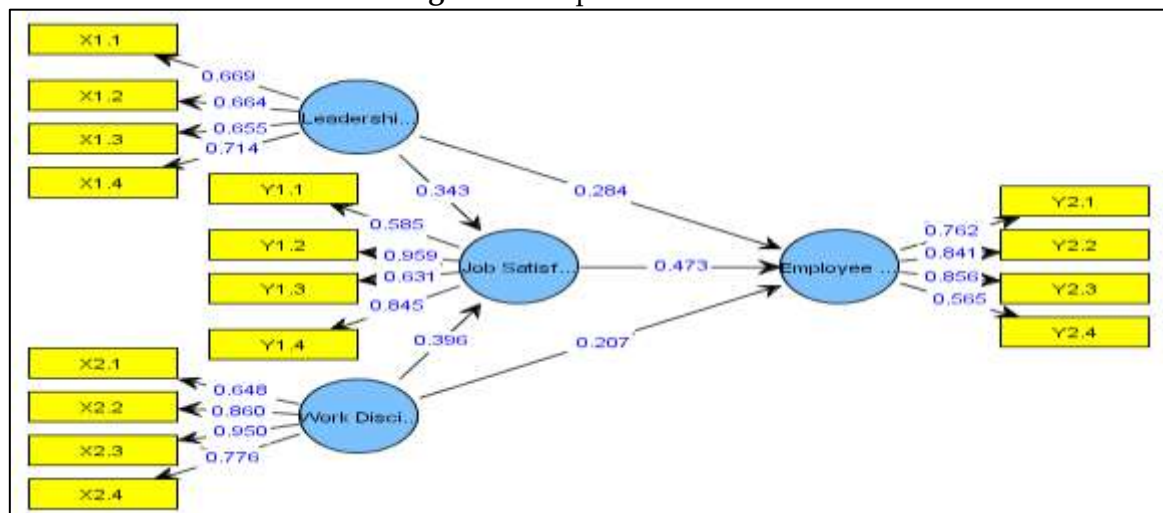 X1.1
X1.2
X1.3
X1.4
0.669
0.664
0.655
0.714
Leadershi...
0.343
0.284
Y1.1
Y1.2
Y1.3
Y1.4
0.585
0.959
0.631
0.845
Job Satisf...
0.473
Employee ...
0.762
0.841
0.856
0.565
Y2.1
Y2.2
Y2.3
Y2.4
0.396
0.207
X2.1
X2.2
X2.3
X2.4
0.648
0.860
0.950
0.776
Work Disci...